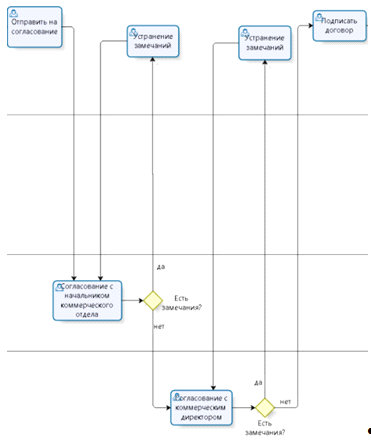 Отправить на
согласование
Устранение
замечаний
Устранение
замечаний
Подписать
договор
Согласование с
начальником
коммерческого
отдела
да
Есть
замечания?
нет
Согласование с
коммерческим
директором
да
нет
Есть
замечания?